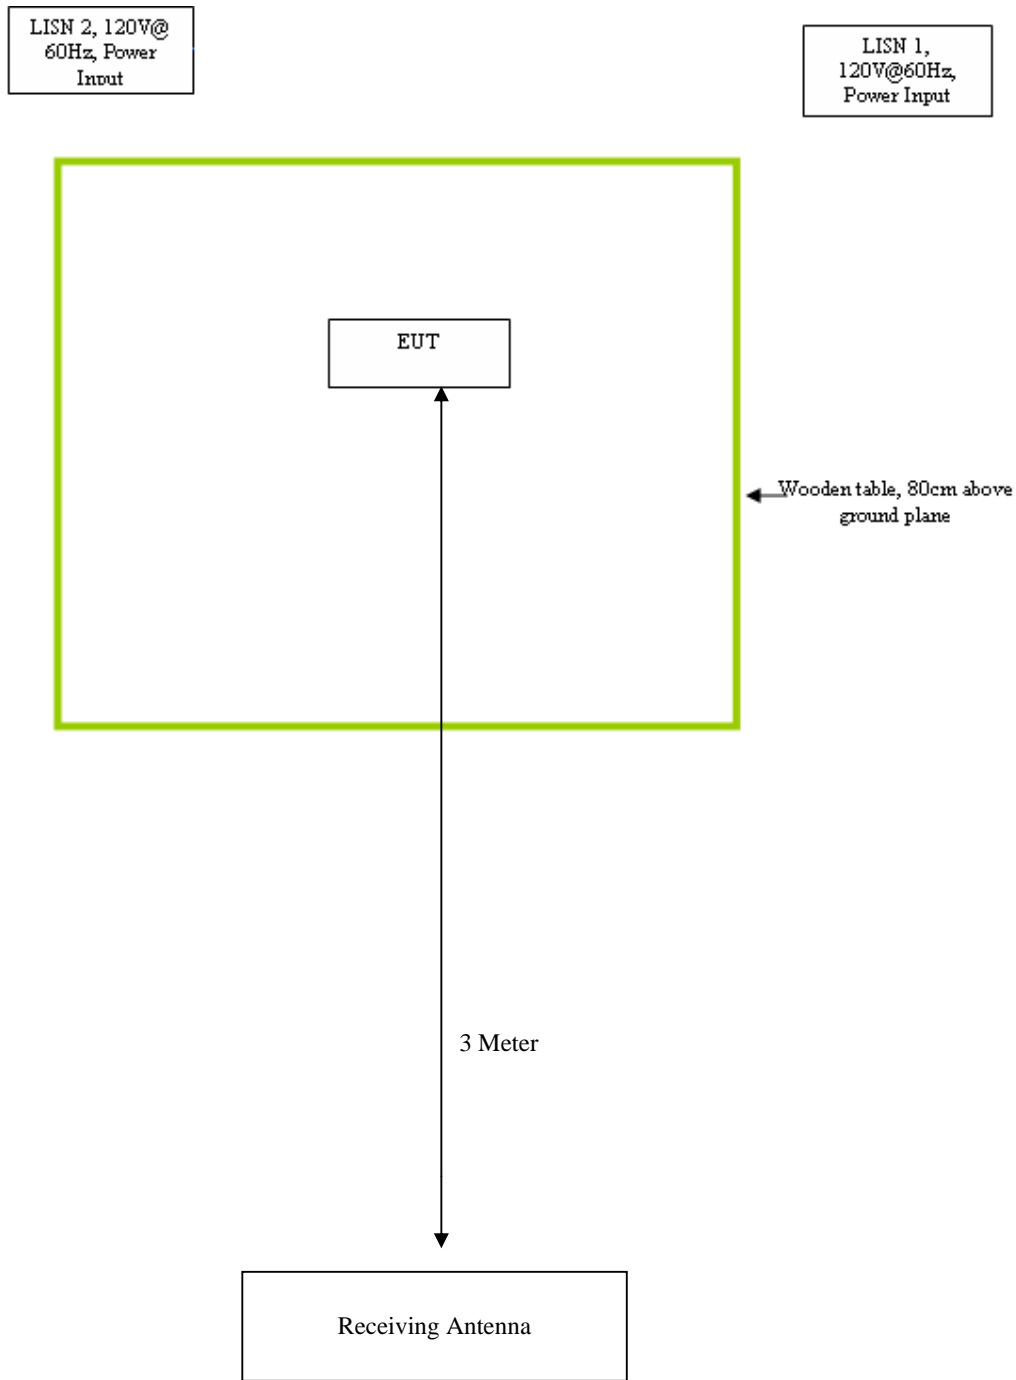 LISN 2, 120V@
60Hz, Power
Input
LISN 1,
120V@60Hz,
Power Input
EUT
Wooden table, 80cm above
ground plane
3 Meter
Receiving Antenna